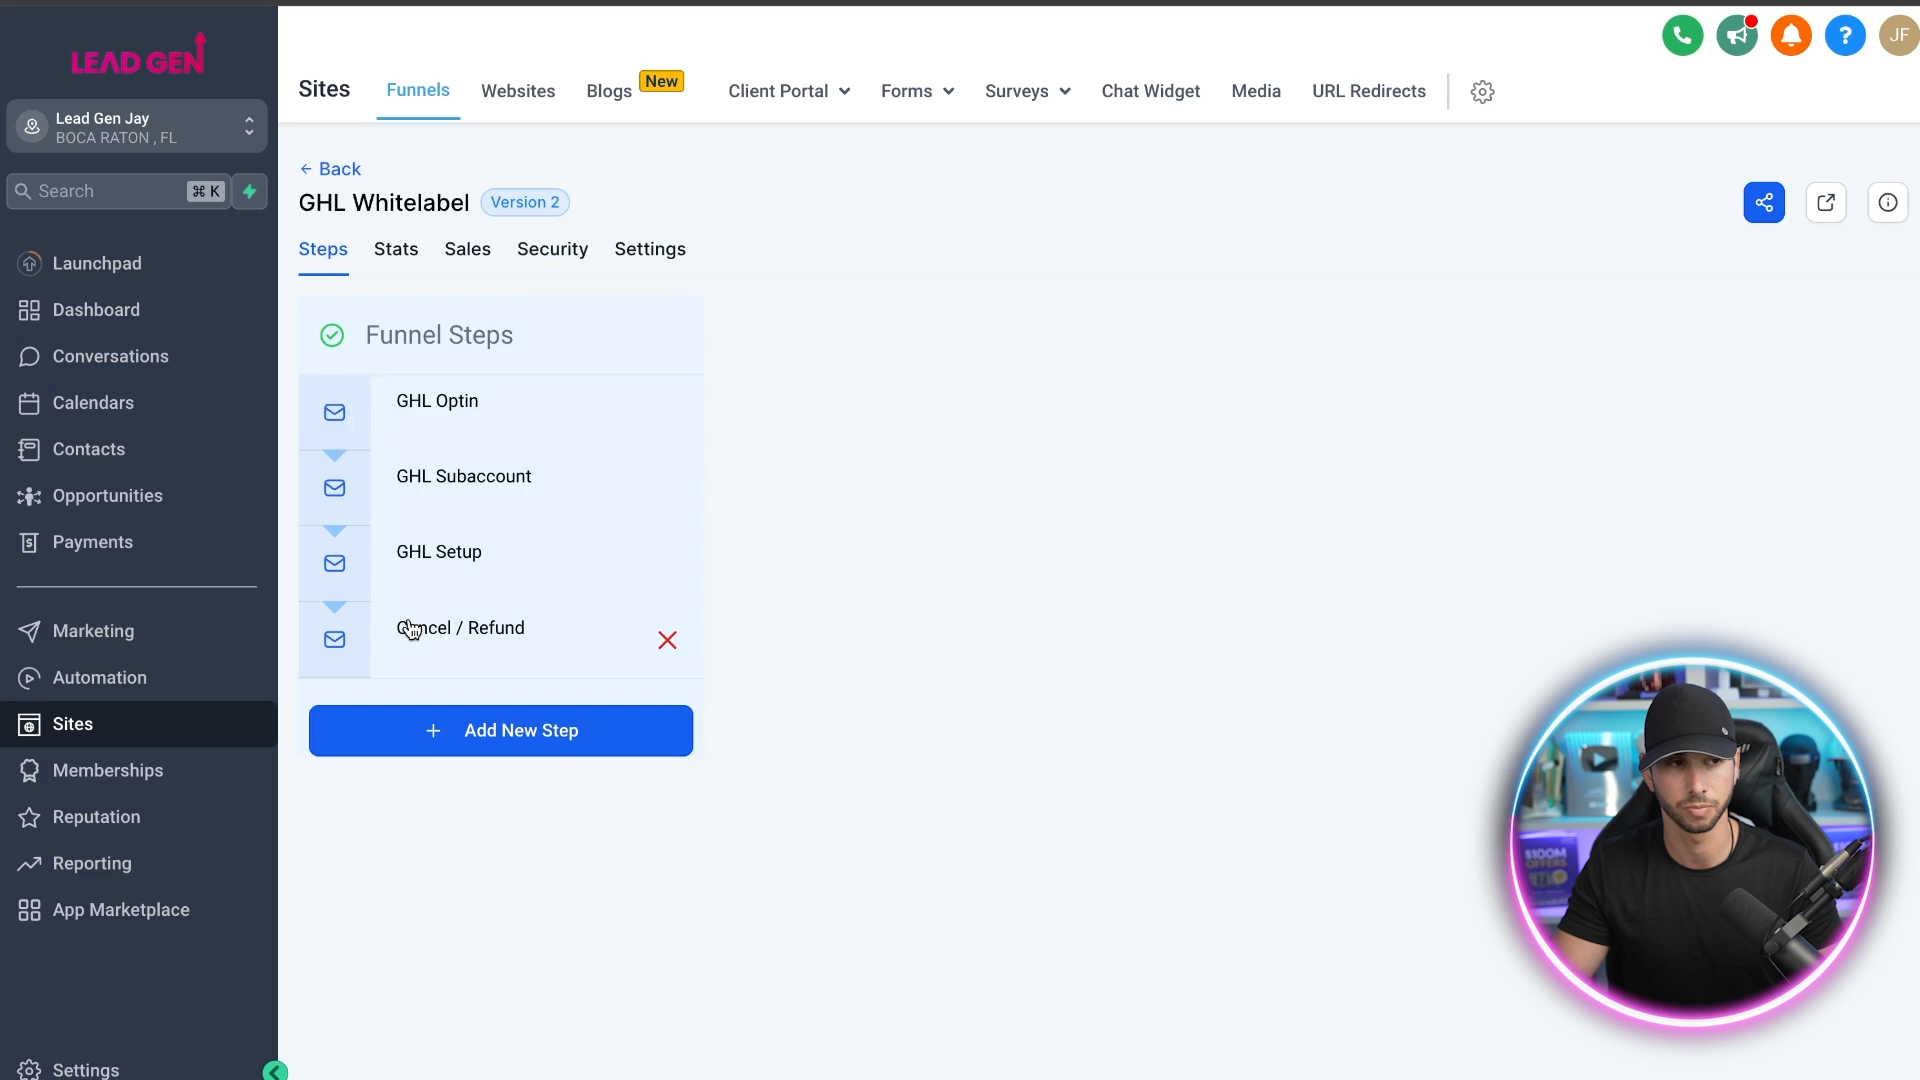 LEAD GEN
Lead Gen Jay
BOCA RATON , FL
Search
⌘ K
Launchpad
Dashboard
Conversations
Calendars
Contacts
Opportunities
Payments
Marketing
Automation
Sites
Memberships
Reputation
Reporting
App Marketplace
Settings
JF
Sites
Funnels
Websites
Blogs
New
Client Portal
Forms
Surveys
Chat Widget
Media
URL Redirects
← Back
GHL Whitelabel
Version 2
Steps
Stats
Sales
Security
Settings
Funnel Steps
GHL Optin
GHL Subaccount
GHL Setup
/ Refund
+ Add New Step
$100M
OFFERS